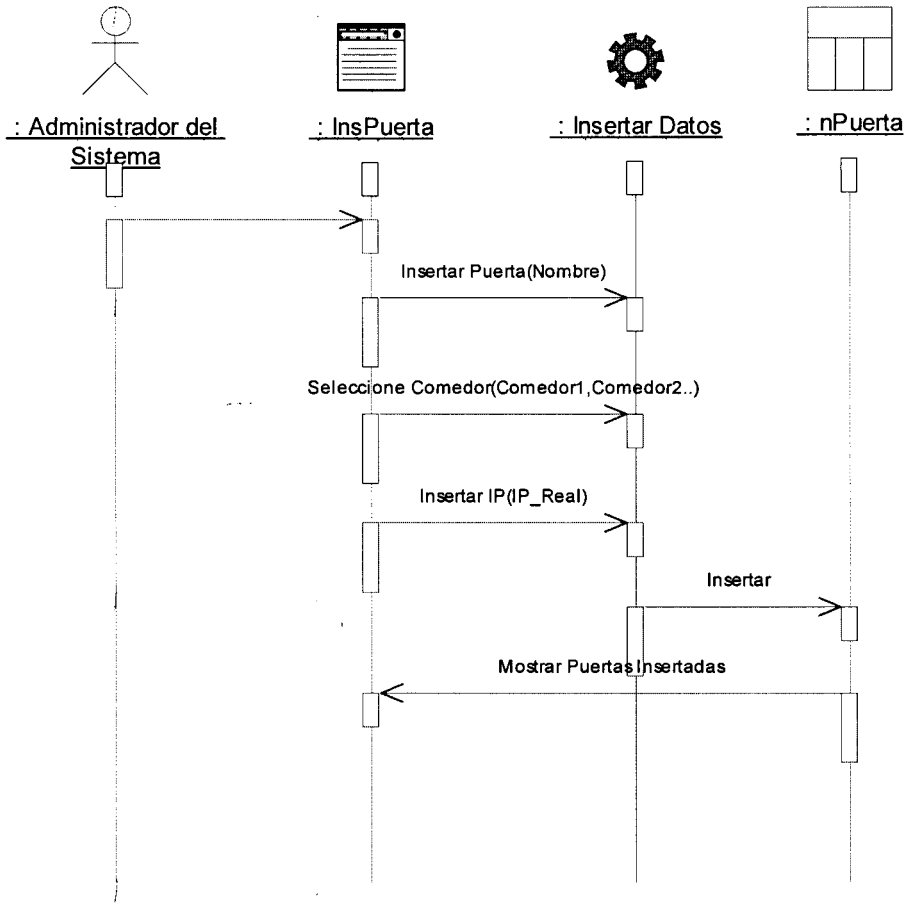 : Administrador del
Sistema
: InsPuerta
: Insertar Datos
: nPuerta
Insertar Puerta(Nombre)
Seleccione Comedor(Comedor1,Comedor2..)
Insertar IP(IP_Real)
Insertar
Mostrar Puertas Insertadas